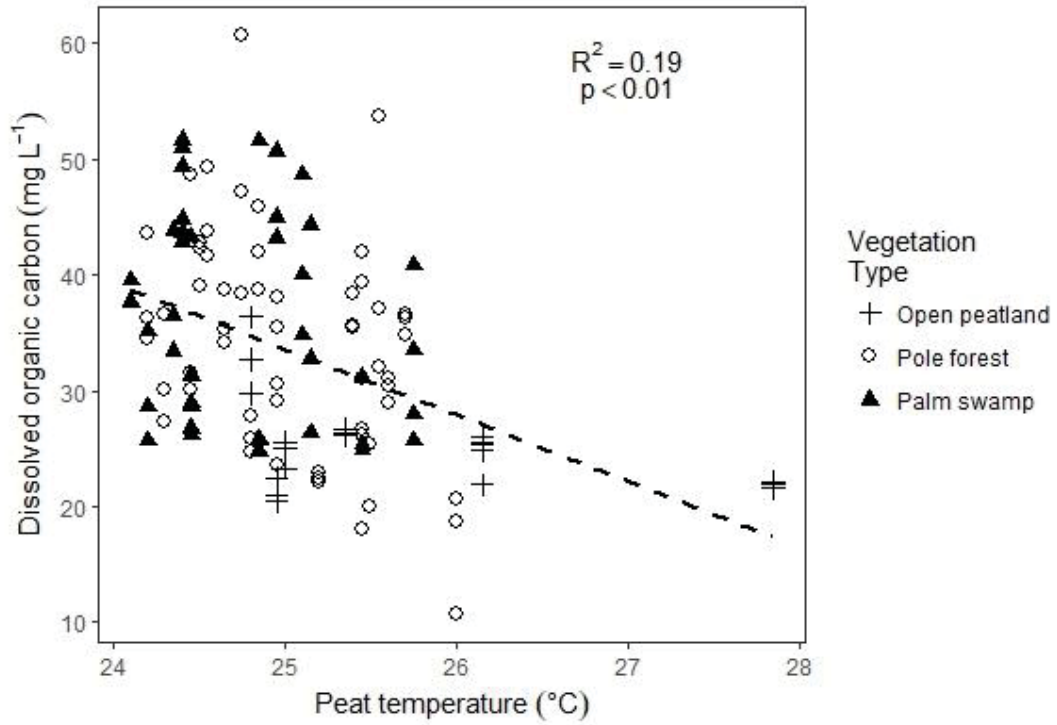 R² = 0.19
p < 0.01
60
50
40
30
20
10
Dissolved organic carbon (mg L⁻¹)
24
25
26
27
28
Peat temperature (°C)
Vegetation
Type
Open peatland
Pole forest
Palm swamp